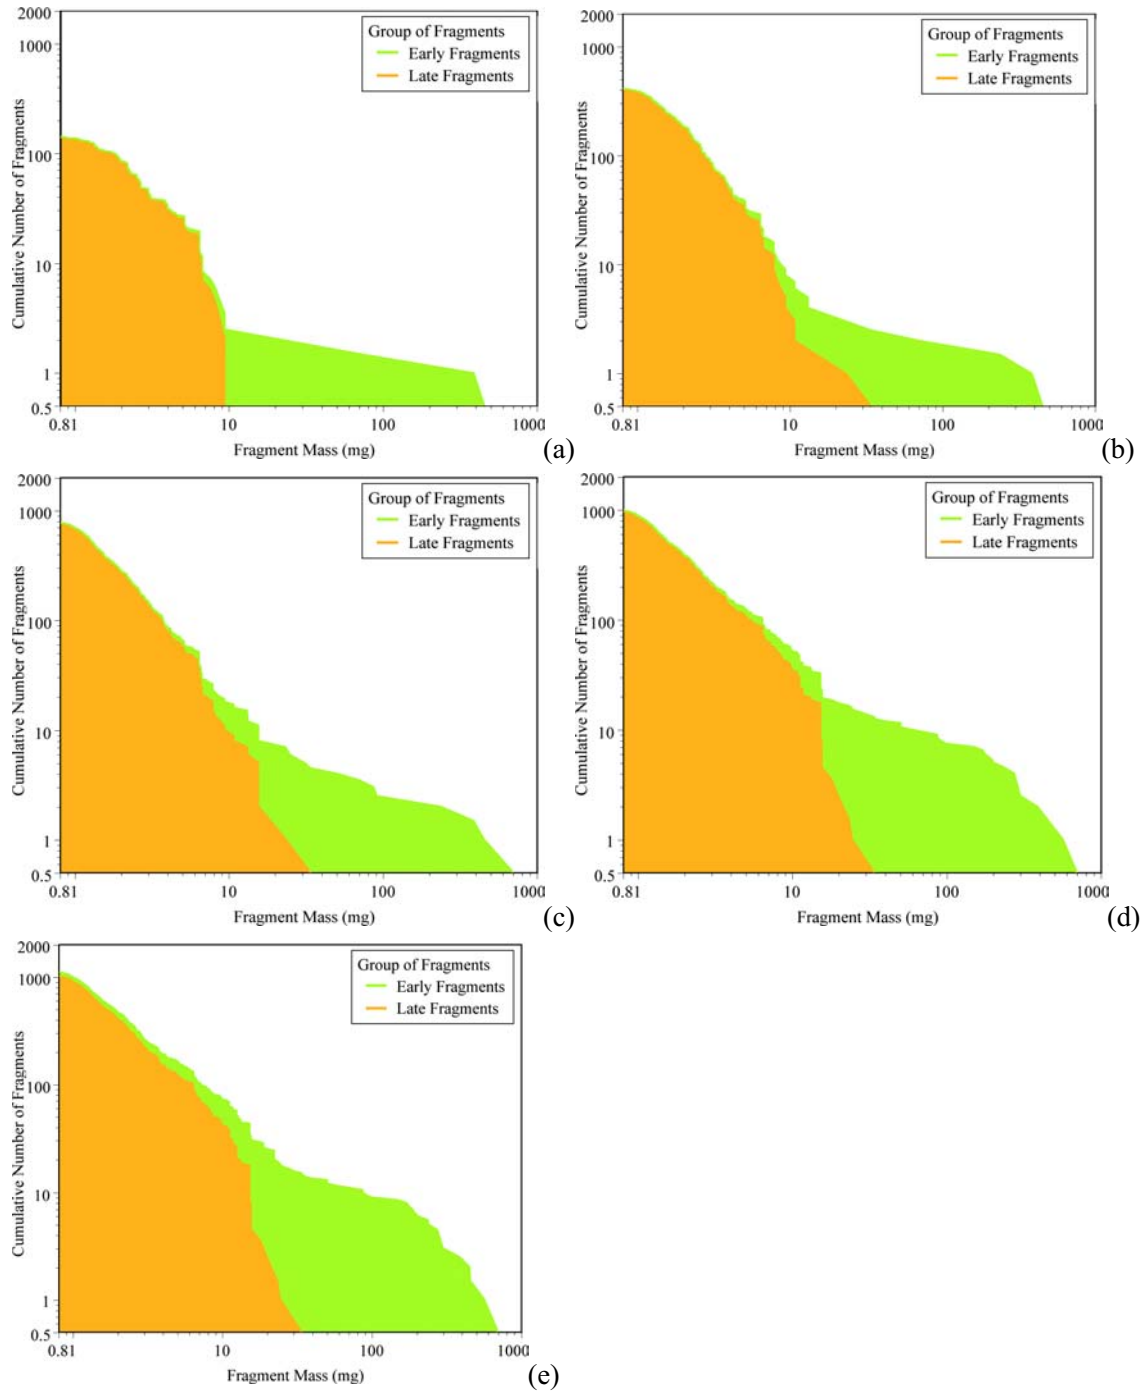 2000
1000
100
10
1
0.5
Cumulative Number of Fragments
Group of Fragments
Early Fragments
Late Fragments
0.81 10 100 1000
Fragment Mass (mg)
(a)
2000
1000
100
10
1
0.5
Cumulative Number of Fragments
Group of Fragments
Early Fragments
Late Fragments
0.81 10 100 1000
Fragment Mass (mg)
(b)
2000
1000
100
10
1
0.5
Cumulative Number of Fragments
Group of Fragments
Early Fragments
Late Fragments
0.81 10 100 1000
Fragment Mass (mg)
(c)
2000
1000
100
10
1
0.5
Cumulative Number of Fragments
Group of Fragments
Early Fragments
Late Fragments
0.81 10 100 1000
Fragment Mass (mg)
(d)
2000
1000
100
10
1
0.5
Cumulative Number of Fragments
Group of Fragments
Early Fragments
Late Fragments
0.81 10 100 1000
Fragment Mass (mg)
(e)